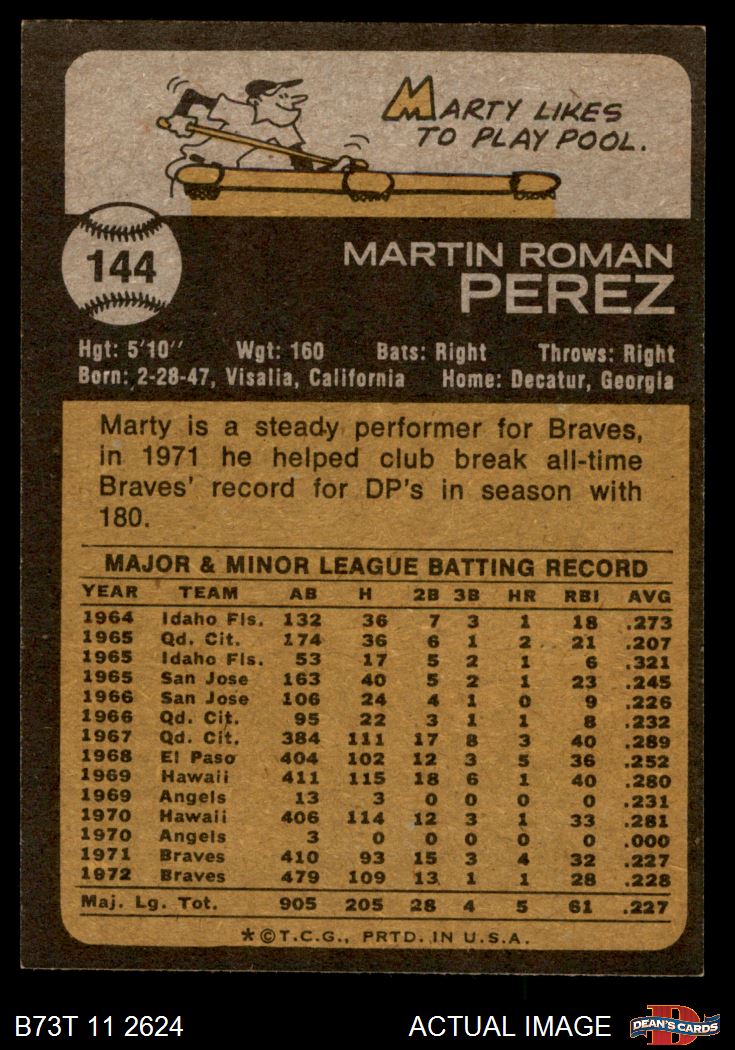 MARTY LIKES
TO PLAY POOL.
144
MARTIN ROMAN
PEREZ
Hgt: 5'10" Wgt: 160 Bats: Right Throws: Right
Born: 2-28-47, Visalia, California Home: Decatur, Georgia
Marty is a steady performer for Braves,
in 1971 he helped club break all-time
Braves' record for DP's in season with
180.
MAJOR & MINOR LEAGUE BATTING RECORD
YEAR TEAM AB H 2B 3B HR RBI AVG
1964 Idaho Fls. 132 36 7 3 1 18 .273
1965 Qd. Cit. 174 36 6 1 2 21 .207
1965 Idaho Fls. 53 17 5 2 1 6 .321
1965 San Jose 163 40 5 2 1 23 .245
1966 San Jose 106 24 4 1 0 9 .226
1966 Qd. Cit. 95 22 3 1 1 8 .232
1967 Qd. Cit. 384 111 17 8 3 40 .289
1968 El Paso 404 102 12 3 5 36 .252
1969 Hawaii 411 115 18 6 1 40 .280
1969 Angels 13 3 0 0 0 0 .231
1970 Hawaii 406 114 12 3 1 33 .281
1970 Angels 3 0 0 0 0 0 .000
1971 Braves 410 93 15 3 4 32 .227
1972 Braves 479 109 13 1 1 28 .228
Maj. Lg. Tot. 905 205 28 4 5 61 .227
*©T.C.G., PRTD. IN U.S.A.
B73T 11 2624 ACTUAL IMAGE
D
DEAN'S CARDS